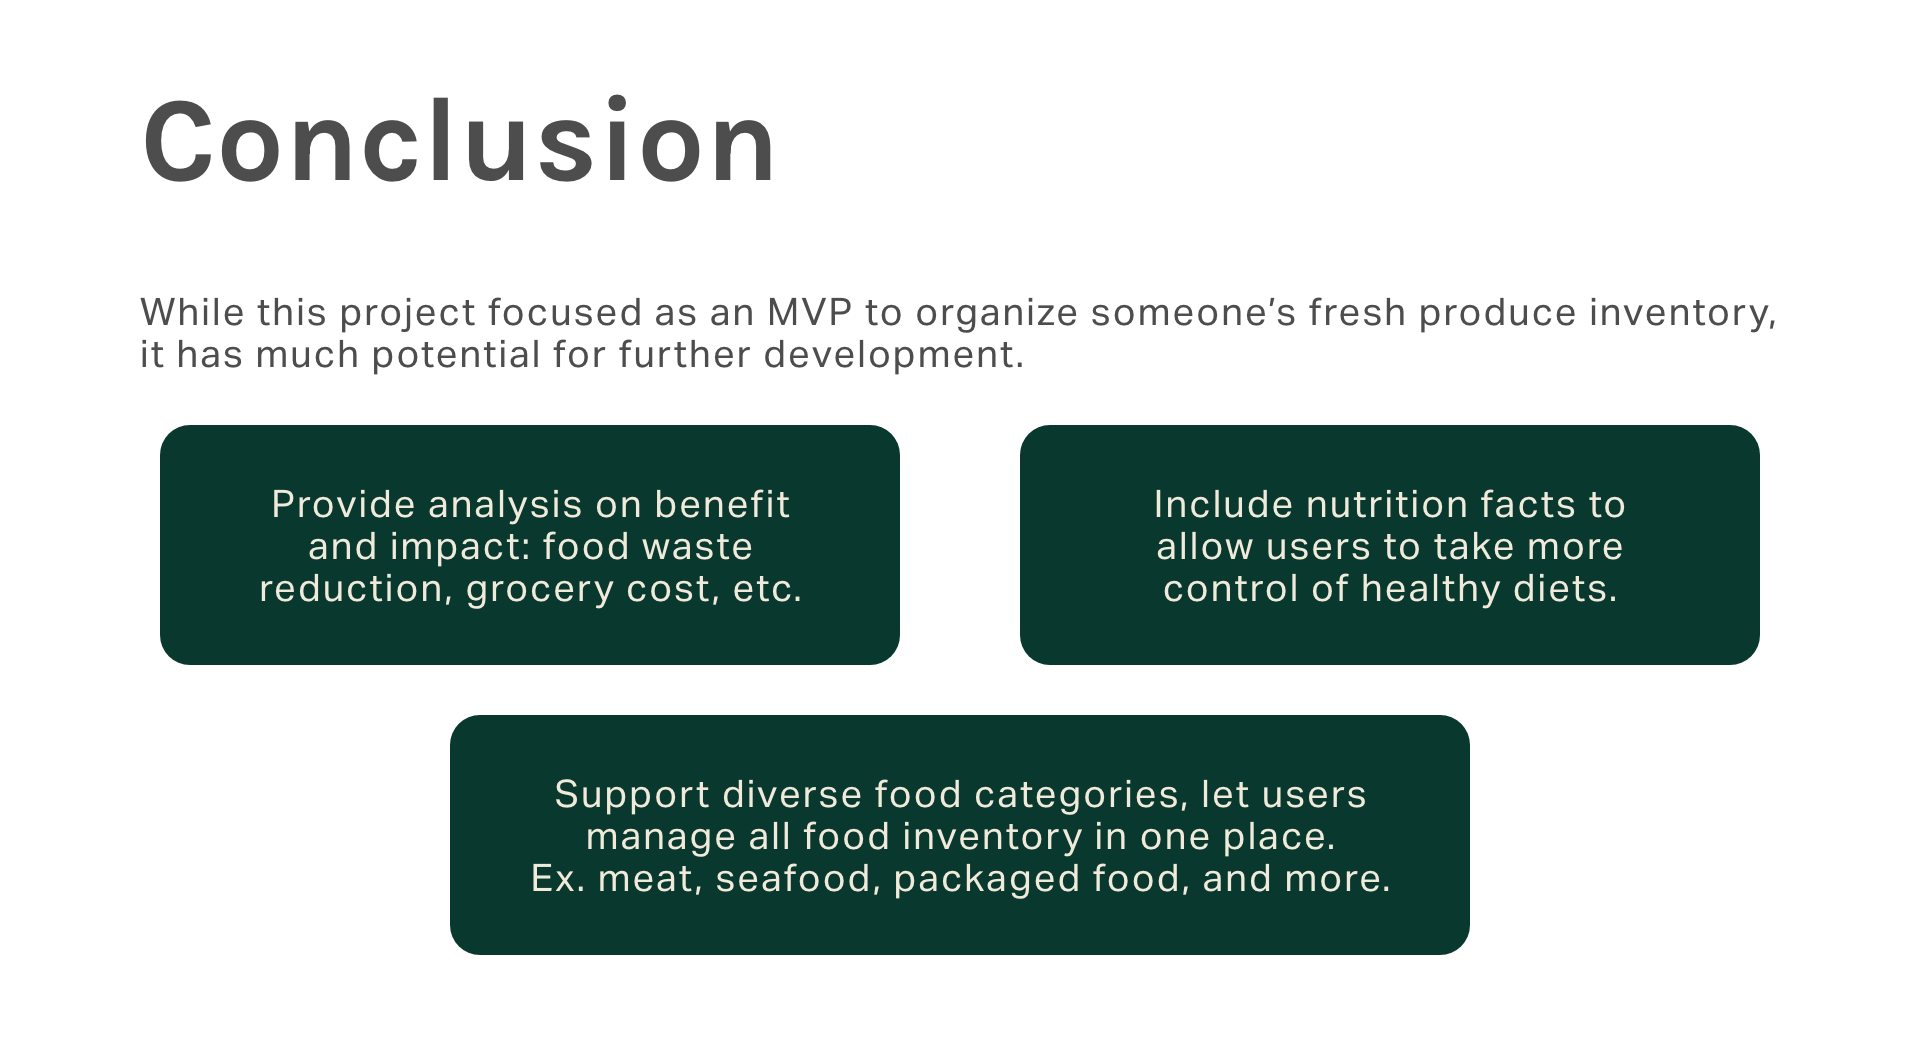 Conclusion
While this project focused as an MVP to organize someone’s fresh produce inventory,
it has much potential for further development.
Provide analysis on benefit
and impact: food waste
reduction, grocery cost, etc.
Include nutrition facts to
allow users to take more
control of healthy diets.
Support diverse food categories, let users
manage all food inventory in one place.
Ex. meat, seafood, packaged food, and more.